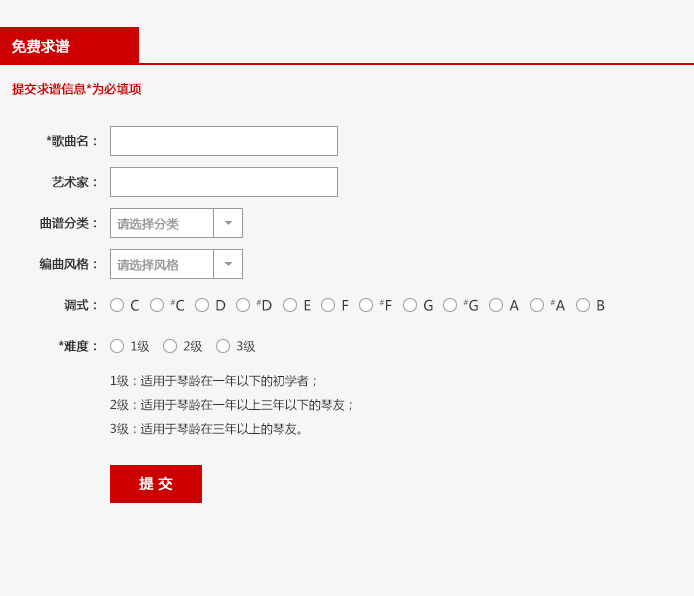 免费求谱
提交求谱信息*为必填项
*歌曲名：
艺术家：
曲谱分类： 请选择分类
编曲风格： 请选择风格
调式： C #C D #D E F #F G #G A #A B
*难度： 1级 2级 3级
1级：适用于琴龄在一年以下的初学者；
2级：适用于琴龄在一年以上三年以下的琴友；
3级：适用于琴龄在三年以上的琴友。
提 交